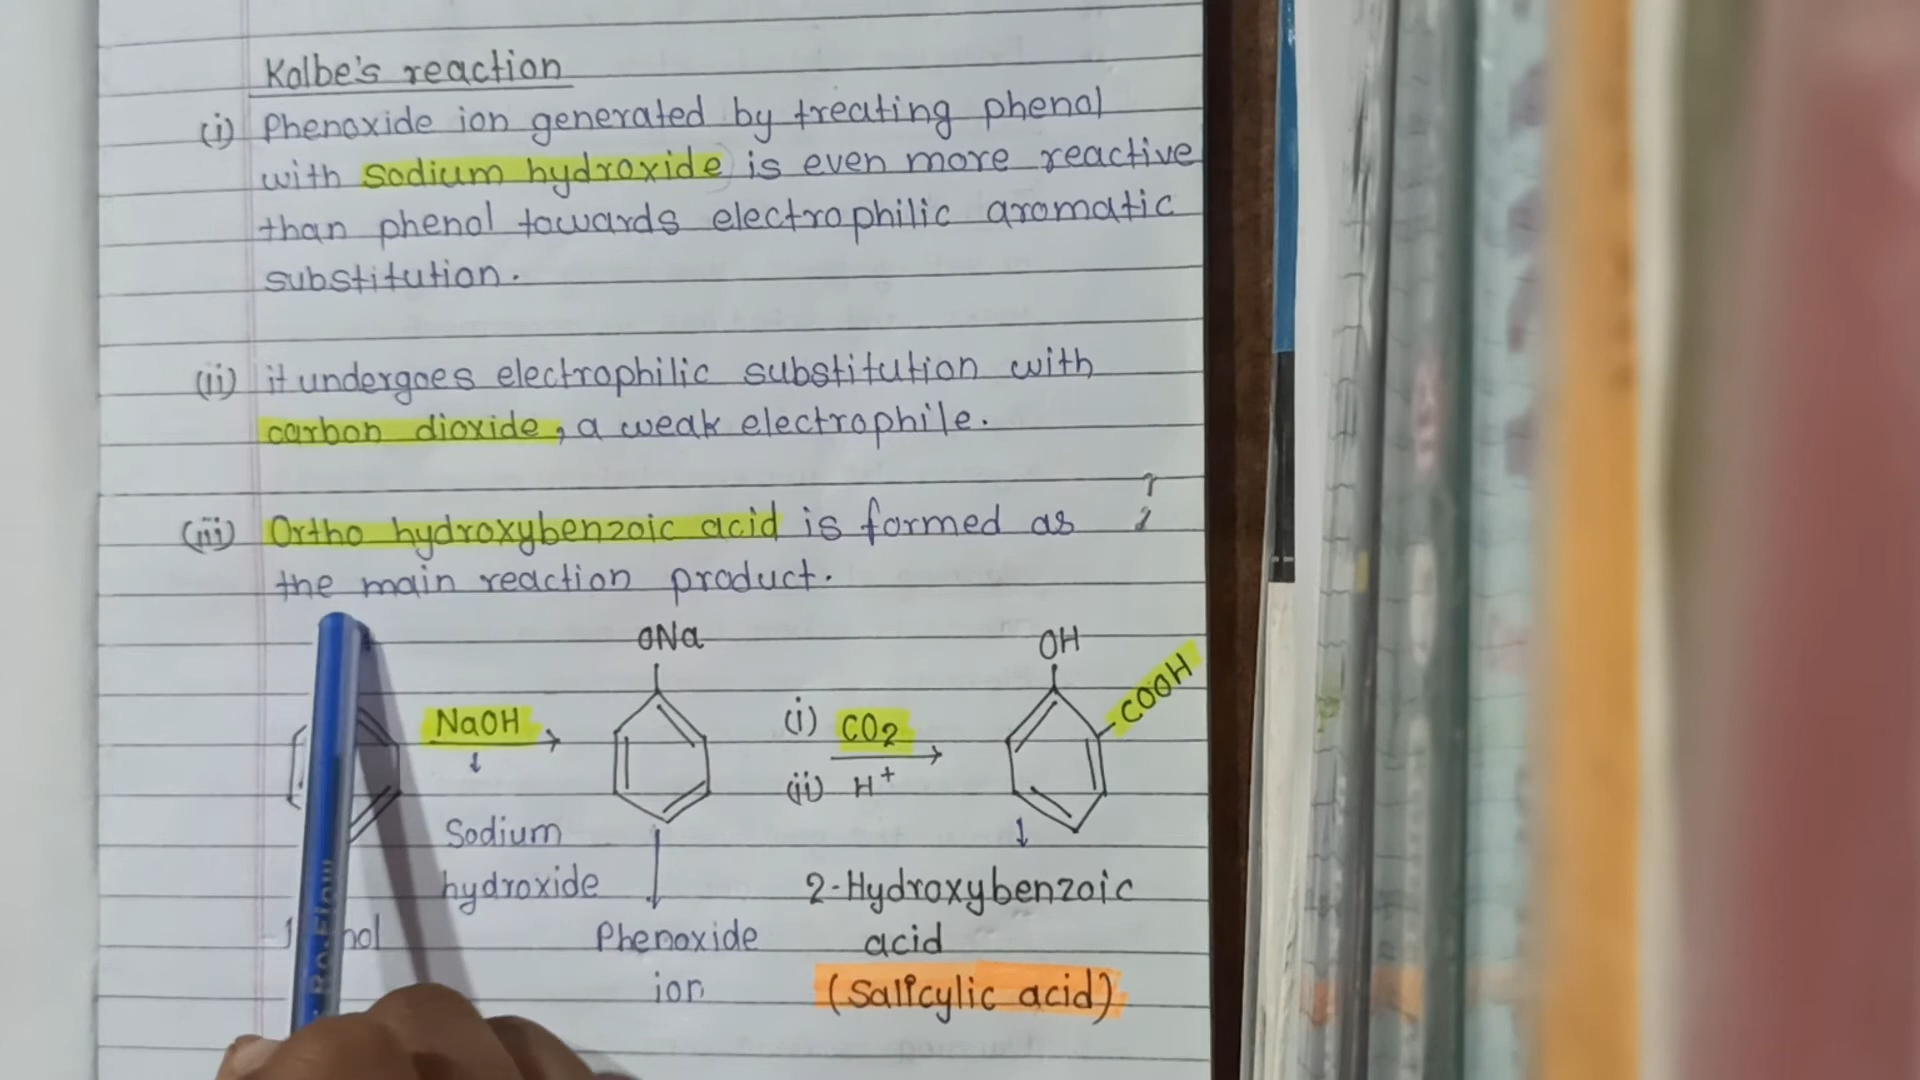 Kolbe's reaction
(i) Phenoxide ion generated by treating phenol
with sodium hydroxide is even more reactive
than phenol towards electrophilic aromatic
substitution.
(ii) it undergoes electrophilic substitution with
carbon dioxide, a weak electrophile.
(iii) Ortho hydroxybenzoic acid is formed as
the main reaction product.
ONa
OH
COOH
NaOH
(i) CO2
(ii) H+
Sodium
hydroxide
Phenoxide
ion
2-Hydroxybenzoic
acid
(Salicylic acid)